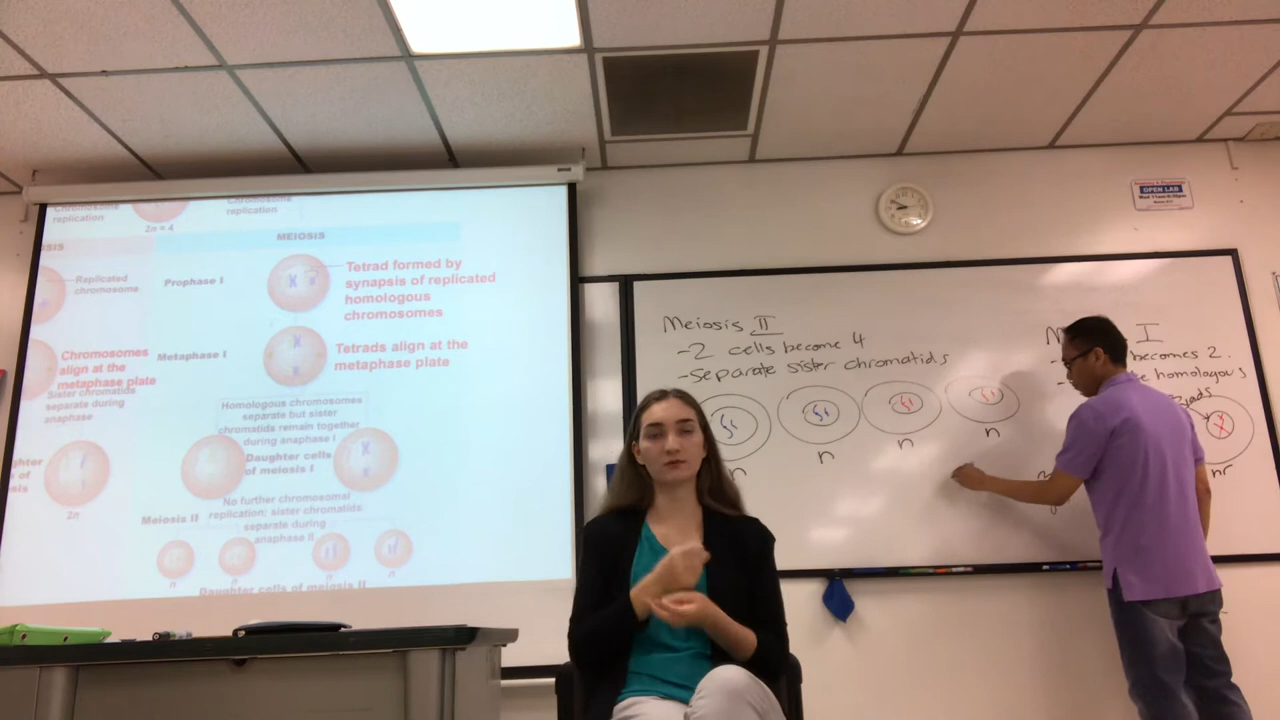 Chromosome
replication
2n = 4
Chromosome
replication
OSIS
MEIOSIS
Replicated
chromosome
Prophase I
Tetrad formed by
synapsis of replicated
homologous
chromosomes
Chromosomes
align at the
metaphase plate
Metaphase I
Tetrads align at the
metaphase plate
Sister chromatids
separate during
anaphase
Homologous chromosomes
separate but sister
chromatids remain together
during anaphase I
Daughter cells
of meiosis I
2n
No further chromosomal
replication; sister chromatids
separate during
anaphase II
Meiosis II
n
n
n
n
Daughter cells of meiosis II
OPEN LAB
Meiosis II
-2 cells become 4
-separate sister chromatids
n
n
n
n
I
becomes 2.
homologous